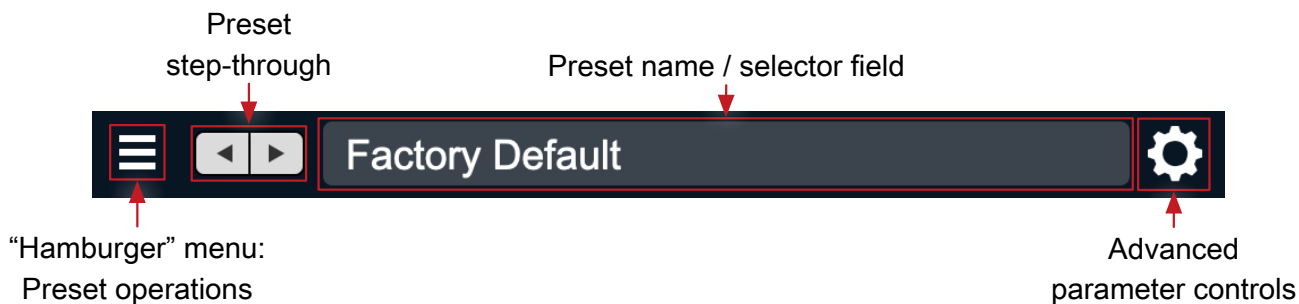 Preset
step-through
Preset name / selector field
Factory Default
“Hamburger” menu:
Preset operations
Advanced
parameter controls